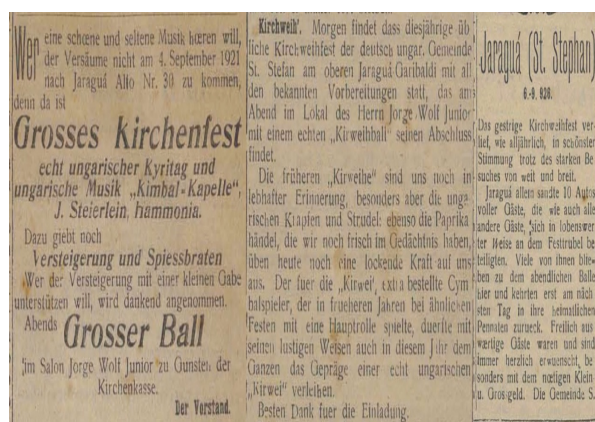 Wer eine schœne und seltene Musik hœren will,
der Versäume nicht am 4. September 1921
nach Jaraguá Alto Nr. 30 zu kommen,
denn da ist
Grosses Kirchenfest
echt ungarischer Kyritag und
ungarische Musik „Kimbal-Kapelle“,
J. Steierlein, hammonia.
Dazu giebt noch
Versteigerung und Spiessbraten
Wer der Versteigerung mit einer kleinen Gabe
unterstützen will, wird dankend angenommen.
Abends Grosser Ball
im Salon Jorge Wolf Junior zu Gunsten der
Kirchenkasse.
Der Vorstand.
Kirchweih'. Morgen findet dass diesjährige üb
liche Kirchweihfest der deutsch ungar. Gemeinde
St. Stefan am oberen Jaraguá Garibaldi mit all
den bekannten Vorbereitungen statt, das am
Abend im Lokal des Herrn Jorge Wolf Junior
mit einem echten „Kirweihball“ seinen Abschluss
findet.
Die früheren „Kirweihe“ sind uns noch in
lebhafter Erinnerung, besonders aber die unga
rischen Krapfen und Strudel: ebenso die Paprika
händel, die wir noch frisch im Gedächtnis haben,
üben heute noch eine lockende Kraft auf uns
aus. Der fuer die „Kirwei', extra bestellte Cym
balspieler, der in frueheren Jahren bei ähnlichen
Festen mit eine Hauptrolle spielte, duerfte mit
seinen lustigen Weisen auch in diesem Jahr dem
Ganzen das Gepräge einer echt ungarischen
„Kirwei“ verleihen.
Besten Dank fuer die Einladung.
Jaraguá (St. Stephan)
6.-9. 926.
Das gestrige Kirchweihfest ver
lief, wie alljährlich, in schönster
Stimmung trotz des starken Be
suches von weit und breit.
Jaraguá allein sandte 10 Autos
voller Gäste, die wie auch alle
andere Gäste, sich in lobenswer
ter Weise an dem Festtrubel be
teiligten. Viele von ihnen blie
ben zu dem abendlichen Balle
hier und kehrten erst am näch
sten Tag in ihre heimatlichen
Pennaten zurueck. Freilich aus
wærtige Gäste waren und sind
immer herzlich erwuenscht, be
sonders mit dem nœtigen Klein-
u. Grosgeld. Die Gemeinde S.